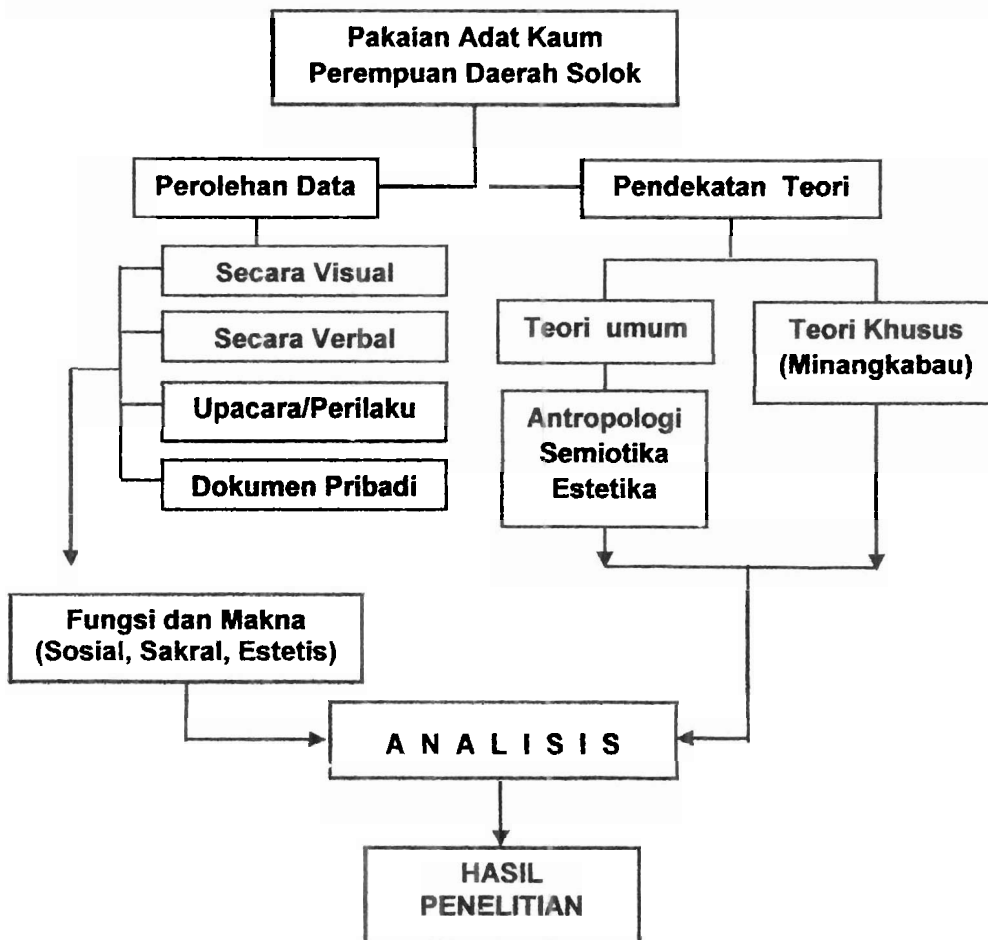 Pakaian Adat Kaum
Perempuan Daerah Solok
Perolehan Data
Pendekatan Teori
Secara Visual
Secara Verbal
Upacara/Perilaku
Dokumen Pribadi
Teori umum
Teori Khusus
(Minangkabau)
Antropologi
Semiotika
Estetika
Fungsi dan Makna
(Sosial, Sakral, Estetis)
A N A L I S I S
HASIL
PENELITIAN